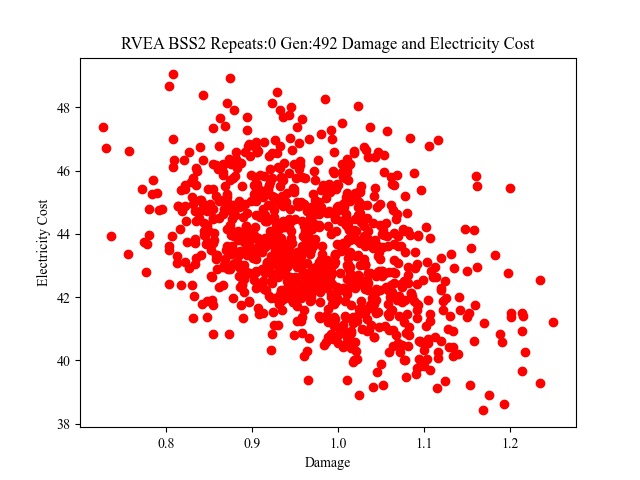 RVEA BSS2 Repeats:0 Gen:492 Damage and Electricity Cost
48
46
44
42
40
38
Electricity Cost
0.8 0.9 1.0 1.1 1.2
Damage